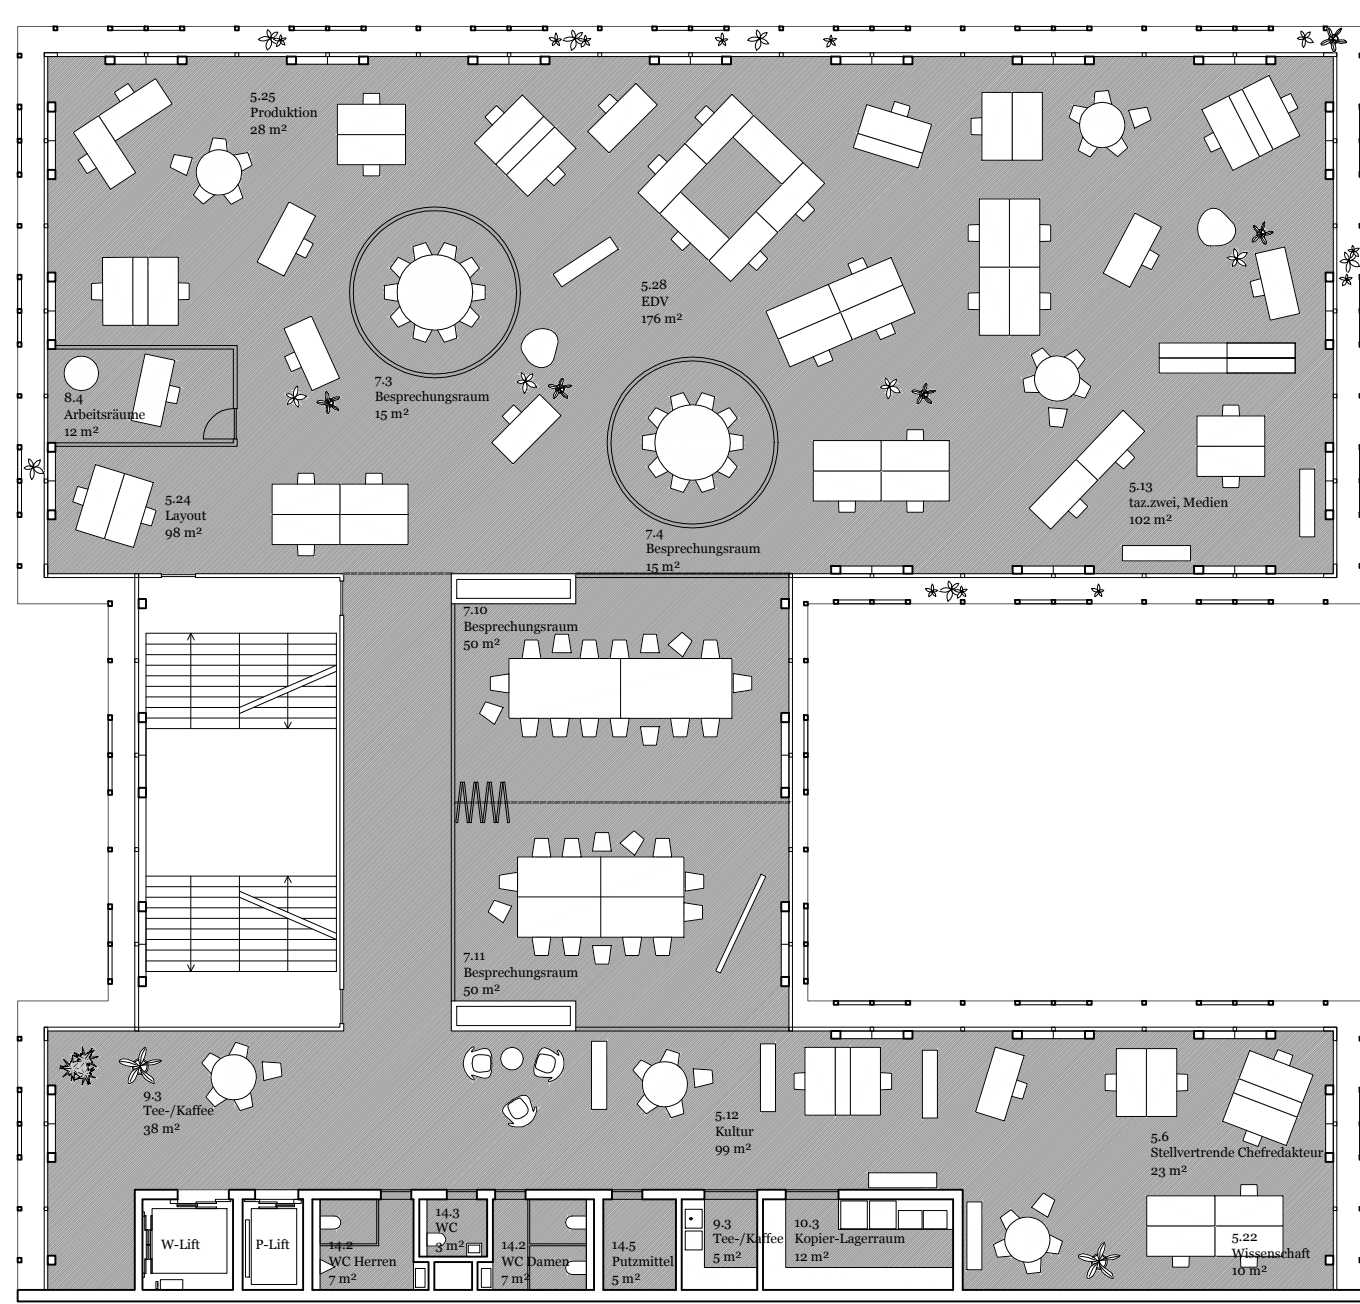 5.25
Produktion
28 m²
5.28
EDV
176 m²
7.3
Besprechungsraum
15 m²
8.4
Arbeitsräume
12 m²
5.24
Layout
98 m²
7.4
Besprechungsraum
15 m²
5.13
taz.zwei, Medien
102 m²
7.10
Besprechungsraum
50 m²
7.11
Besprechungsraum
50 m²
9.3
Tee-/Kaffee
38 m²
5.12
Kultur
99 m²
5.6
Stellvertrende Chefredakteur
23 m²
W-Lift
P-Lift
14.2
WC Herren
7 m²
14.3
WC
3 m²
14.2
WC Damen
7 m²
14.5
Putzmittel
5 m²
9.3
Tee-/Kaffee
5 m²
10.3
Kopier-Lagerraum
12 m²
5.22
Wissenschaft
10 m²